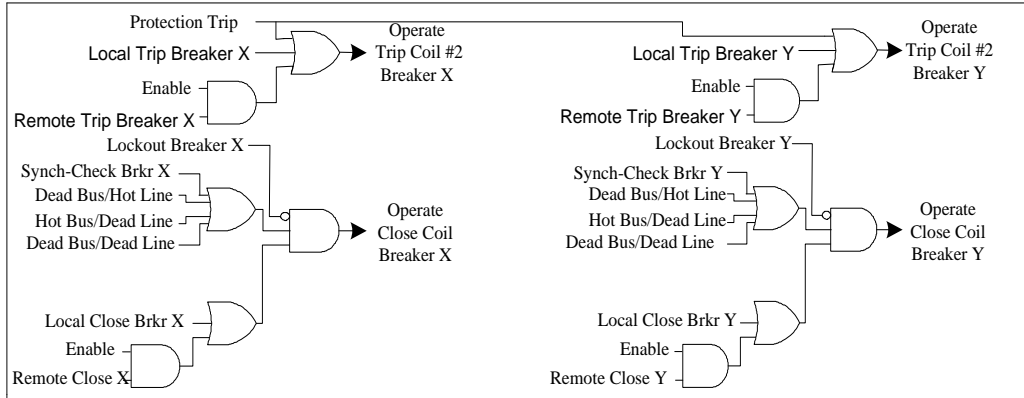 Protection Trip
Local Trip Breaker X
Enable
Remote Trip Breaker X
Operate
Trip Coil #2
Breaker X
Lockout Breaker X
Synch-Check Brkr X
Dead Bus/Hot Line
Hot Bus/Dead Line
Dead Bus/Dead Line
Operate
Close Coil
Breaker X
Local Close Brkr X
Enable
Remote Close X
Local Trip Breaker Y
Enable
Remote Trip Breaker Y
Operate
Trip Coil #2
Breaker Y
Lockout Breaker Y
Synch-Check Brkr Y
Dead Bus/Hot Line
Hot Bus/Dead Line
Dead Bus/Dead Line
Operate
Close Coil
Breaker Y
Local Close Brkr Y
Enable
Remote Close Y